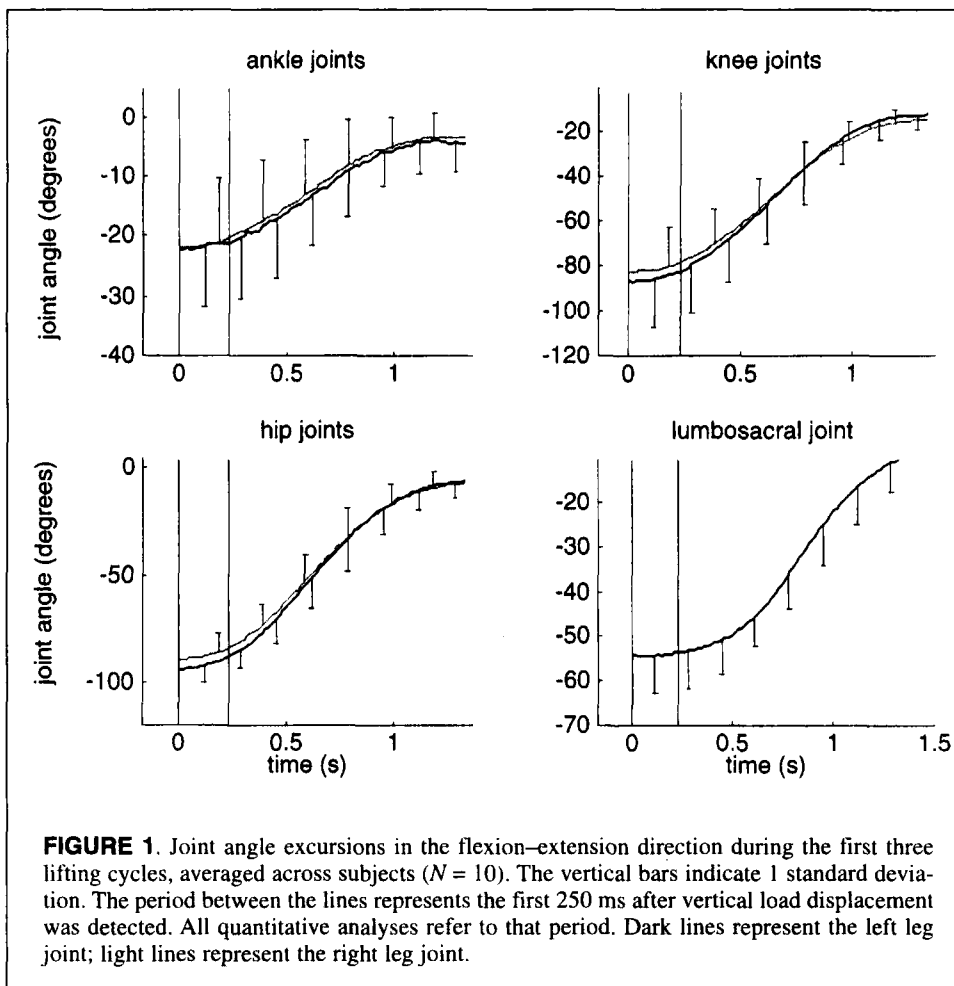 ankle joints
knee joints
joint angle (degrees)
0
-10
-20
-30
-40
0
0.5
1
-20
-40
-60
-80
-100
-120
0
0.5
1
hip joints
lumbosacral joint
joint angle (degrees)
0
-50
-100
0
0.5
1
time (s)
-20
-30
-40
-50
-60
-70
0
0.5
1
1.5
time (s)
FIGURE 1. Joint angle excursions in the flexion–extension direction during the first three
lifting cycles, averaged across subjects (N = 10). The vertical bars indicate 1 standard devia-
tion. The period between the lines represents the first 250 ms after vertical load displacement
was detected. All quantitative analyses refer to that period. Dark lines represent the left leg
joint; light lines represent the right leg joint.